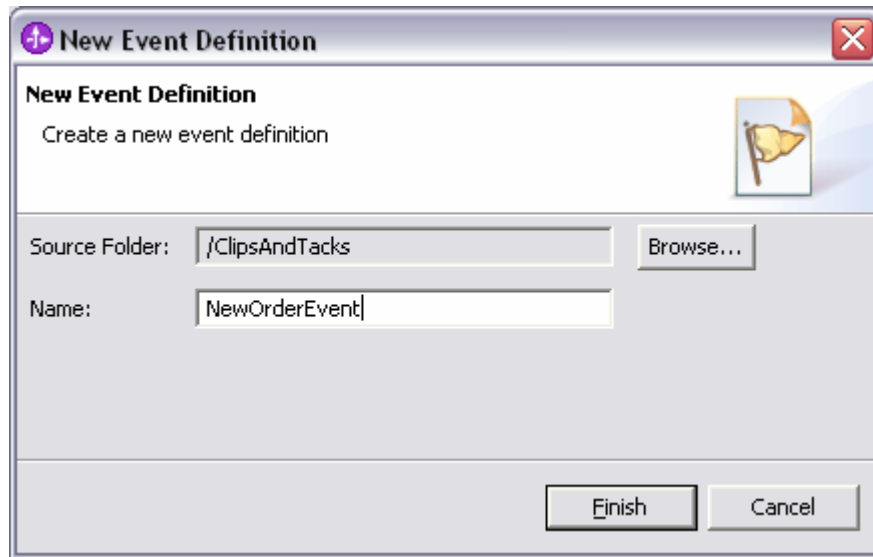 New Event Definition
New Event Definition
Create a new event definition
Source Folder: /ClipsAndTacks Browse...
Name: NewOrderEvent
Finish Cancel